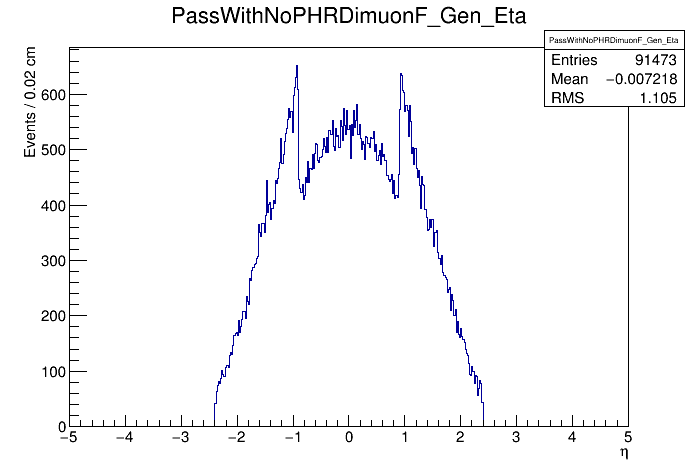 PassWithNoPHRDimuonF_Gen_Eta
PassWithNoPHRDimuonF_Gen_Eta
Entries 91473
Mean −0.007218
RMS 1.105
Events / 0.02 cm
600
500
400
300
200
100
0
−5 −4 −3 −2 −1 0 1 2 3 4 5
η